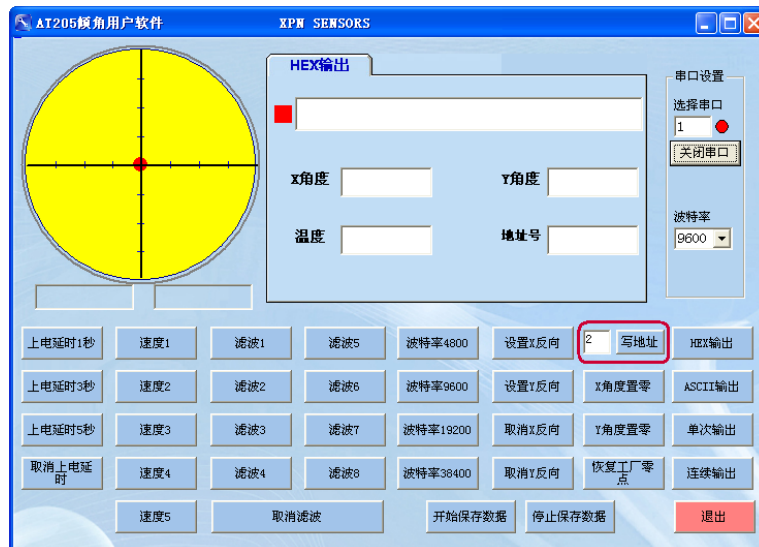 AT205倾角用户软件 XPN SENSORS
HEX输出
串口设置
选择串口
1
关闭串口
X角度
Y角度
温度
地址号
波特率
9600
上电延时1秒 速度1 滤波1 滤波5 波特率4800 设置X反向 2 写地址 HEX输出
上电延时3秒 速度2 滤波2 滤波6 波特率9600 设置Y反向 X角度置零 ASCII输出
上电延时5秒 速度3 滤波3 滤波7 波特率19200 取消X反向 Y角度置零 单次输出
取消上电延时 速度4 滤波4 滤波8 波特率38400 取消Y反向 恢复工厂零点 连续输出
速度5 取消滤波 开始保存数据 停止保存数据 退出